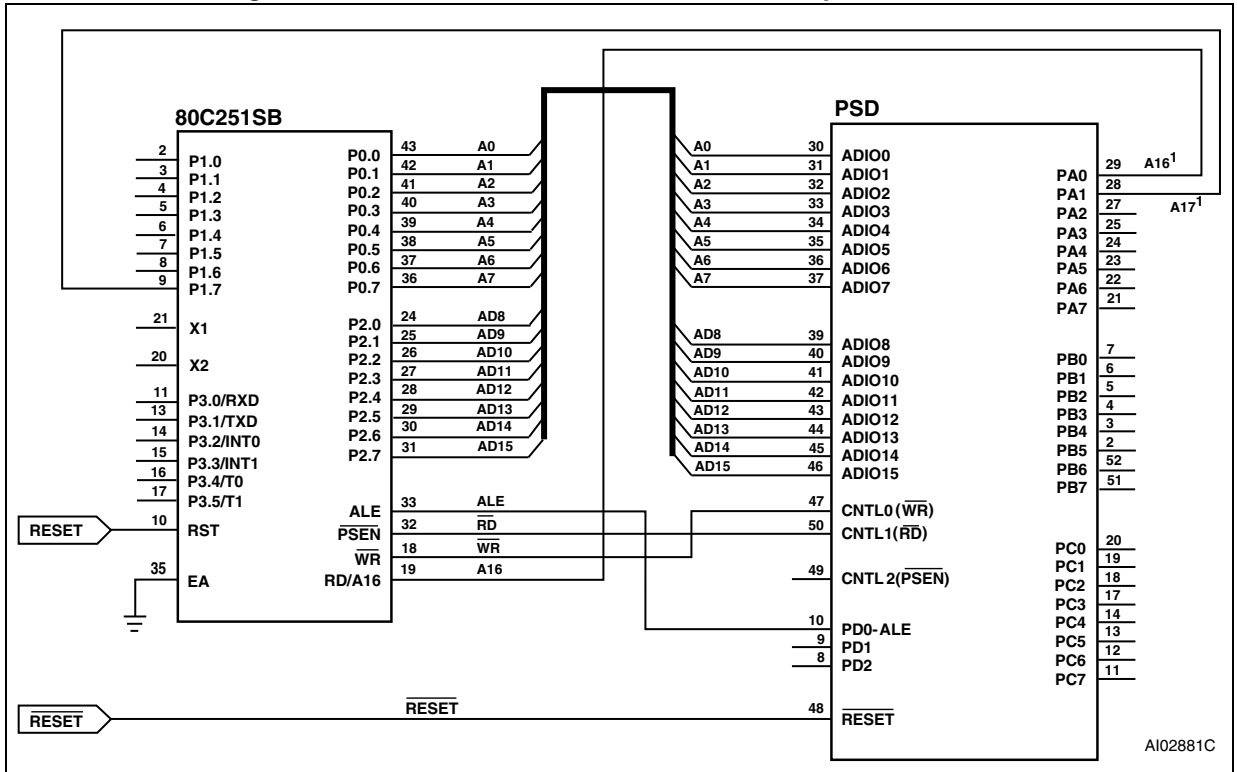 80C251SB
2 P1.0
3 P1.1
4 P1.2
5 P1.3
6 P1.4
7 P1.5
8 P1.6
9 P1.7
21 X1
20 X2
11 P3.0/RXD
13 P3.1/TXD
14 P3.2/INT0
15 P3.3/INT1
16 P3.4/T0
17 P3.5/T1
RESET 10 RST
35 EA
P0.0 43 A0
P0.1 42 A1
P0.2 41 A2
P0.3 40 A3
P0.4 39 A4
P0.5 38 A5
P0.6 37 A6
P0.7 36 A7
P2.0 24 AD8
P2.1 25 AD9
P2.2 26 AD10
P2.3 27 AD11
P2.4 28 AD12
P2.5 29 AD13
P2.6 30 AD14
P2.7 31 AD15
ALE 33 ALE
PSEN 32 RD
WR 18 WR
RD/A16 19 A16
PSD
A0 30 ADIO0
A1 31 ADIO1
A2 32 ADIO2
A3 33 ADIO3
A4 34 ADIO4
A5 35 ADIO5
A6 36 ADIO6
A7 37 ADIO7
AD8 39 ADIO8
AD9 40 ADIO9
AD10 41 ADIO10
AD11 42 ADIO11
AD12 43 ADIO12
AD13 44 ADIO13
AD14 45 ADIO14
AD15 46 ADIO15
47 CNTL0(WR)
50 CNTL1(RD)
49 CNTL 2(PSEN)
10 PD0-ALE
9 PD1
8 PD2
RESET RESET 48 RESET
PA0 29 A16¹
PA1 28 A17¹
PA2 27
PA3 25
PA4 24
PA5 23
PA6 22
PA7 21
PB0 7
PB1 6
PB2 5
PB3 4
PB4 3
PB5 2
PB6 52
PB7 51
PC0 20
PC1 19
PC2 18
PC3 17
PC4 14
PC5 13
PC6 12
PC7 11
AI02881C